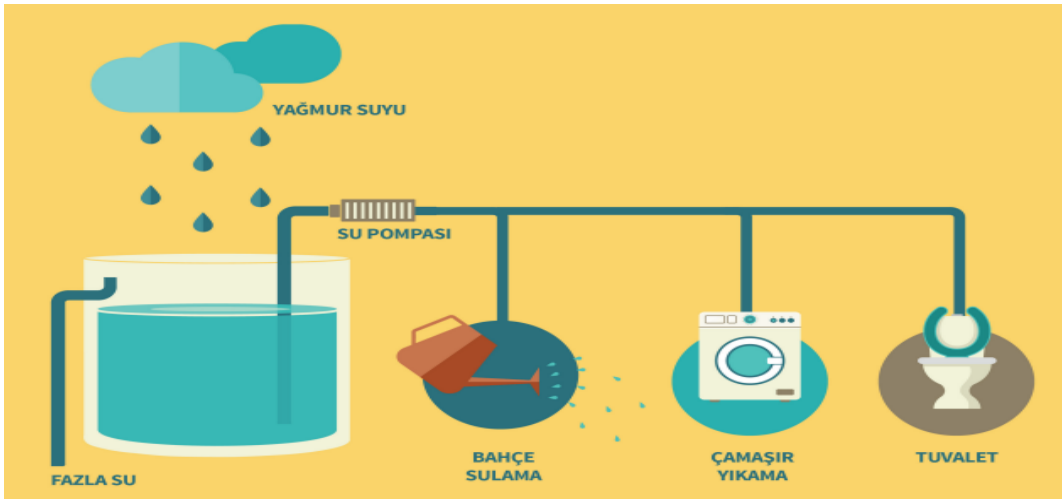 YAĞMUR SUYU
SU POMPASI
FAZLA SU
BAHÇE
SULAMA
ÇAMAŞIR
YIKAMA
TUVALET